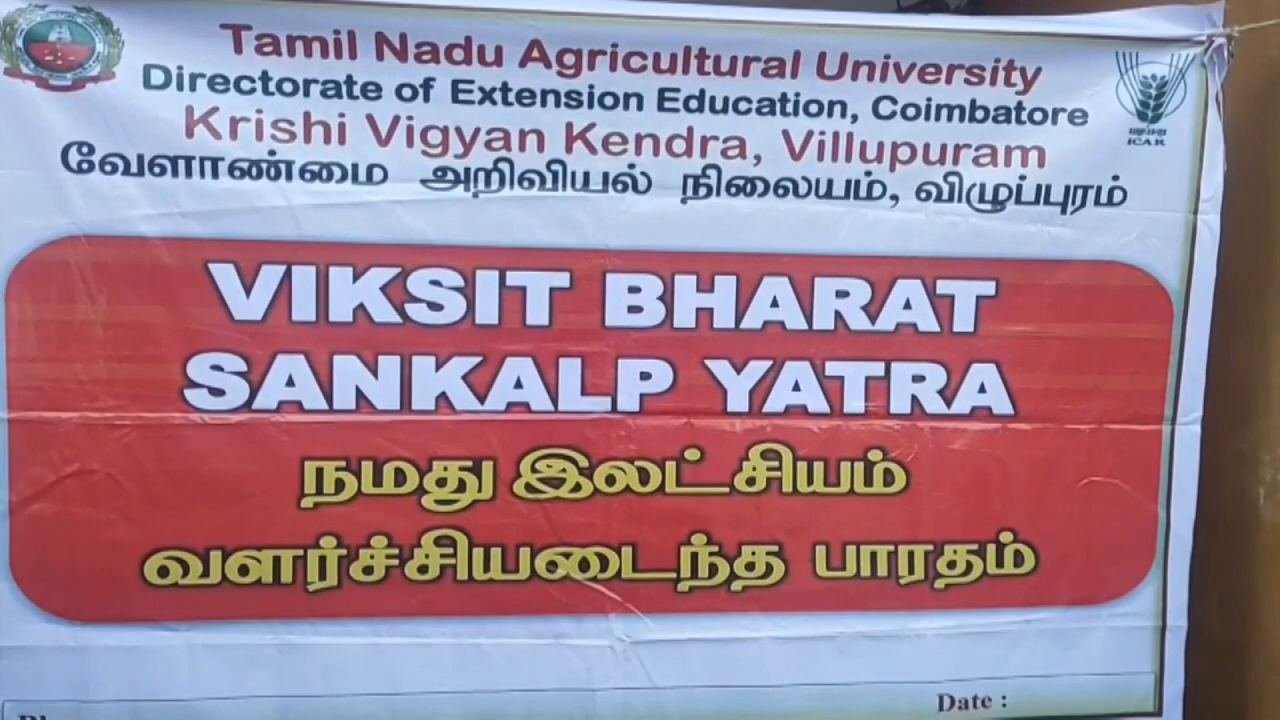 Tamil Nadu Agricultural University
Directorate of Extension Education, Coimbatore
Krishi Vigyan Kendra, Villupuram
வேளாண்மை அறிவியல் நிலையம், விழுப்புரம்
ICAR
VIKSIT BHARAT
SANKALP YATRA
நமது இலட்சியம்
வளர்ச்சியடைந்த பாரதம்
Date :